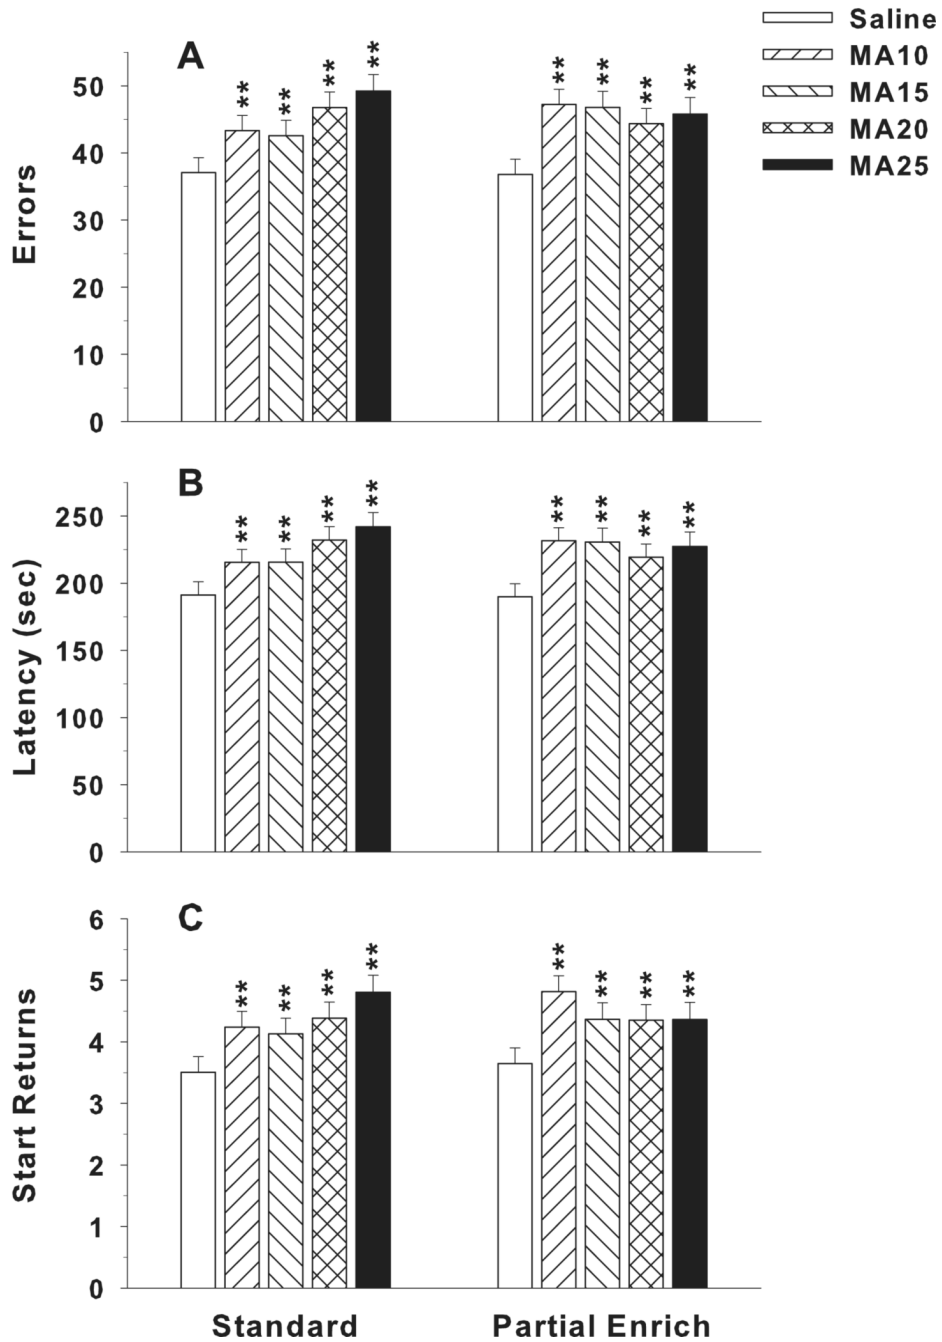 Saline
MA10
MA15
MA20
MA25
A
Errors
50
40
30
20
10
0
** ** ** ** ** ** ** **
B
Latency (sec)
250
200
150
100
50
0
** ** ** ** ** ** ** **
C
Start Returns
6
5
4
3
2
1
0
** ** ** ** ** ** ** **
Standard Partial Enrich